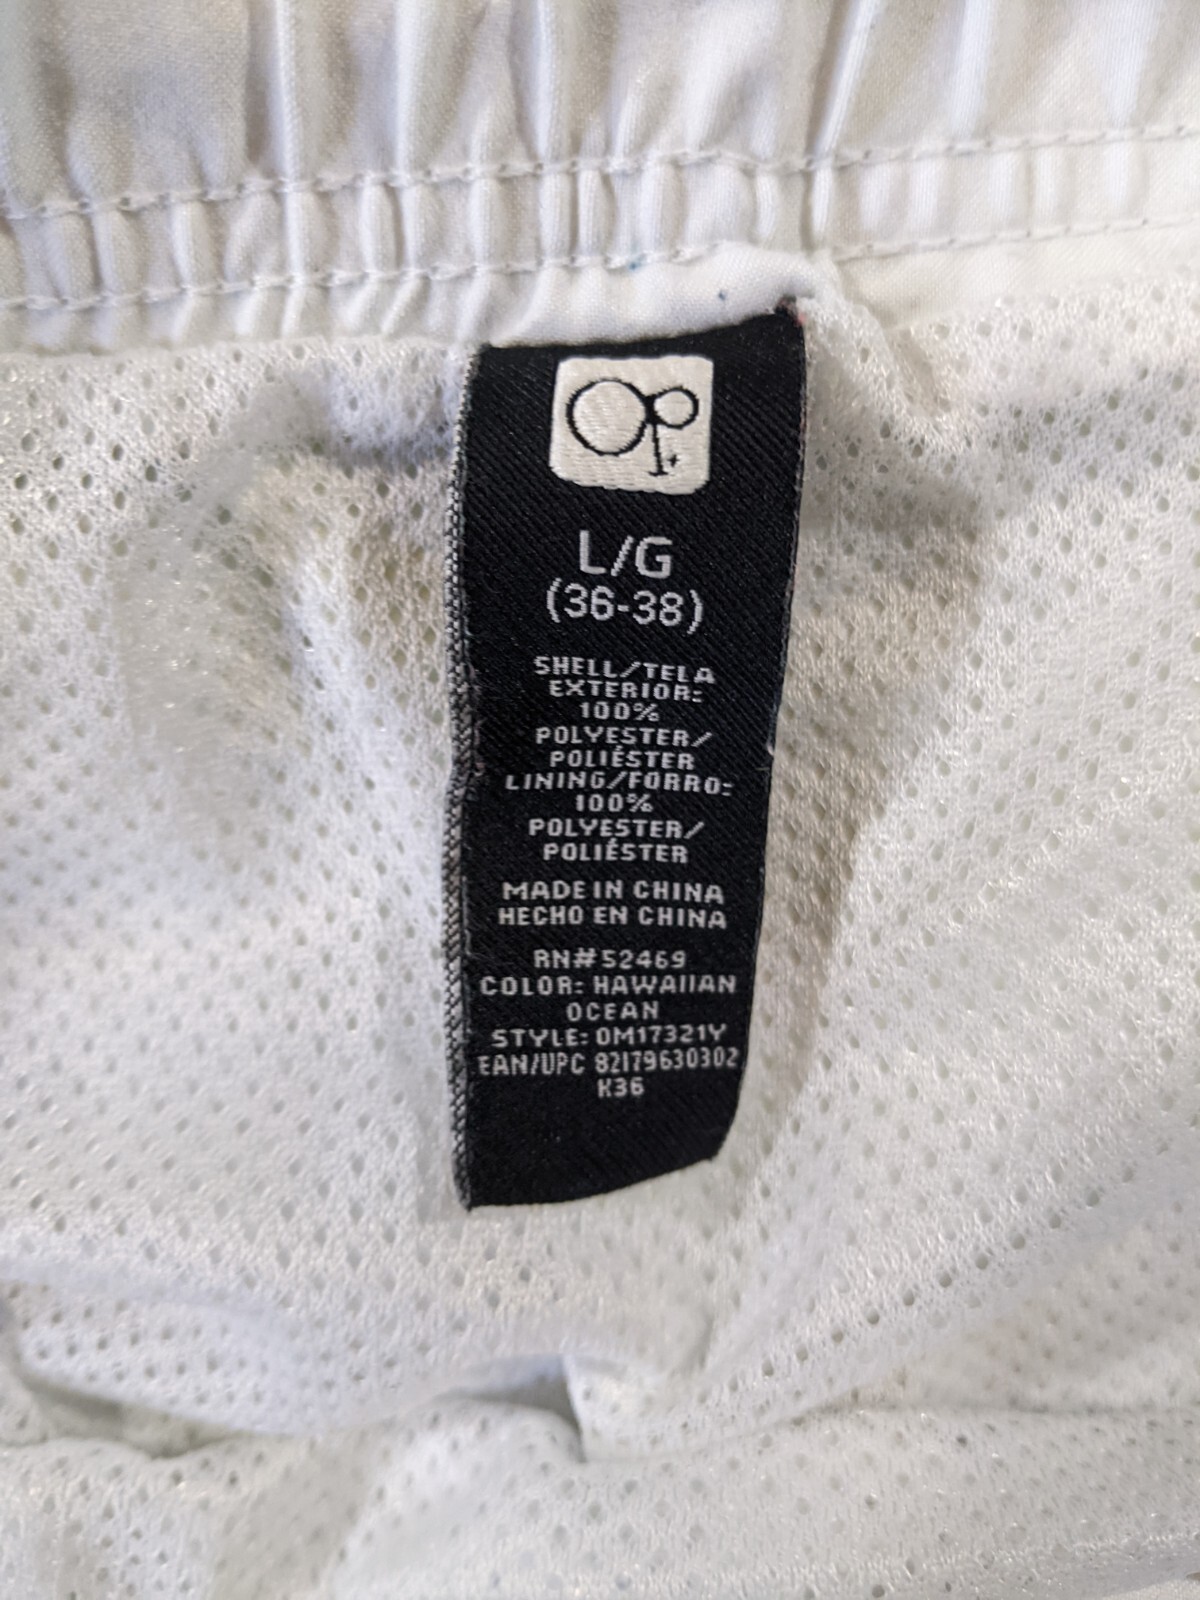 Op
L/G
(36-38)
SHELL/TELA
EXTERIOR:
100%
POLYESTER/
POLIÉSTER
LINING/FORRO:
100%
POLYESTER/
POLIÉSTER
MADE IN CHINA
HECHO EN CHINA
RN#52469
COLOR: HAWAIIAN
OCEAN
STYLE: OM17321Y
EAN/UPC 82179630302
K36